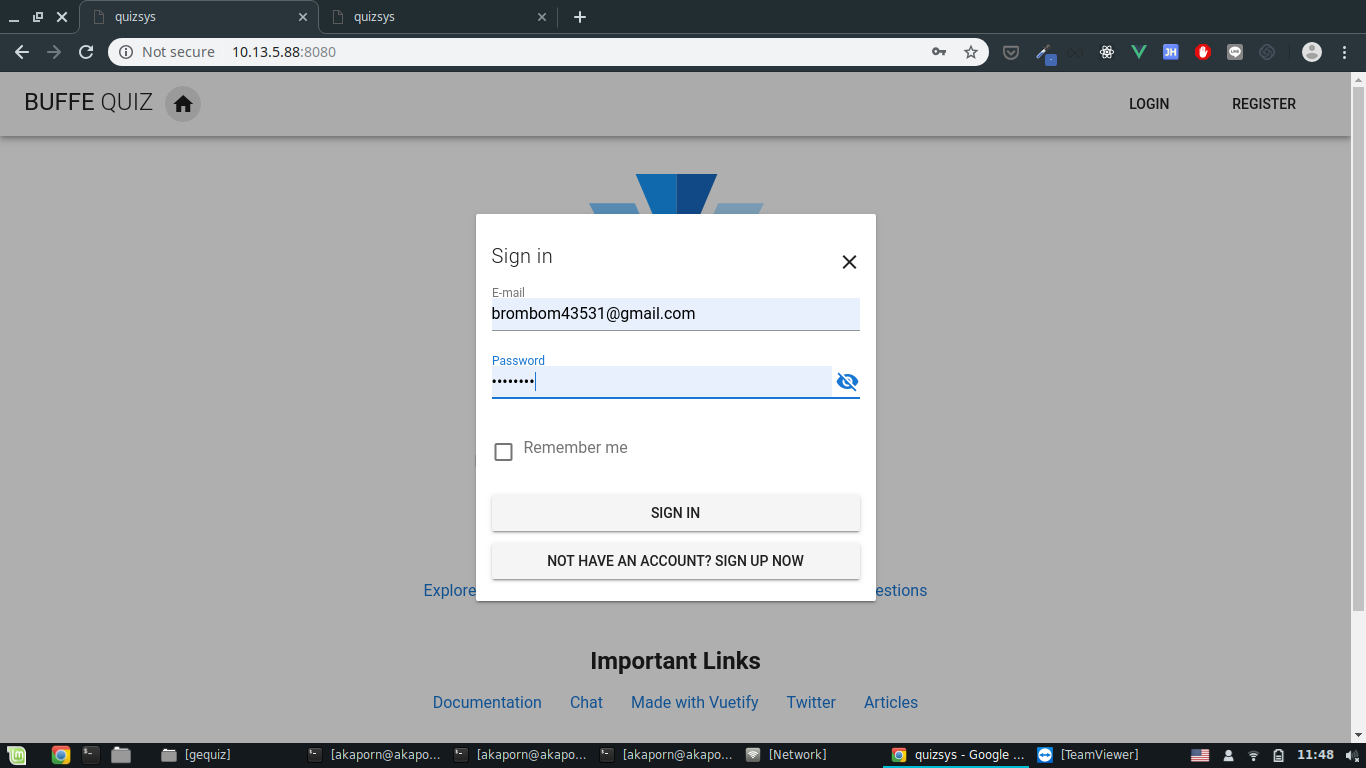 quizsys
quizsys
Not secure 10.13.5.88:8080
BUFFE QUIZ
LOGIN
REGISTER
Sign in
E-mail
brombom43531@gmail.com
Password
••••••••
Remember me
SIGN IN
NOT HAVE AN ACCOUNT? SIGN UP NOW
Explore
estions
Important Links
Documentation Chat Made with Vuetify Twitter Articles
[gequiz] [akaporn@akapo... [akaporn@akapo... [akaporn@akapo... [Network] quizsys - Google ... [TeamViewer] 11:48